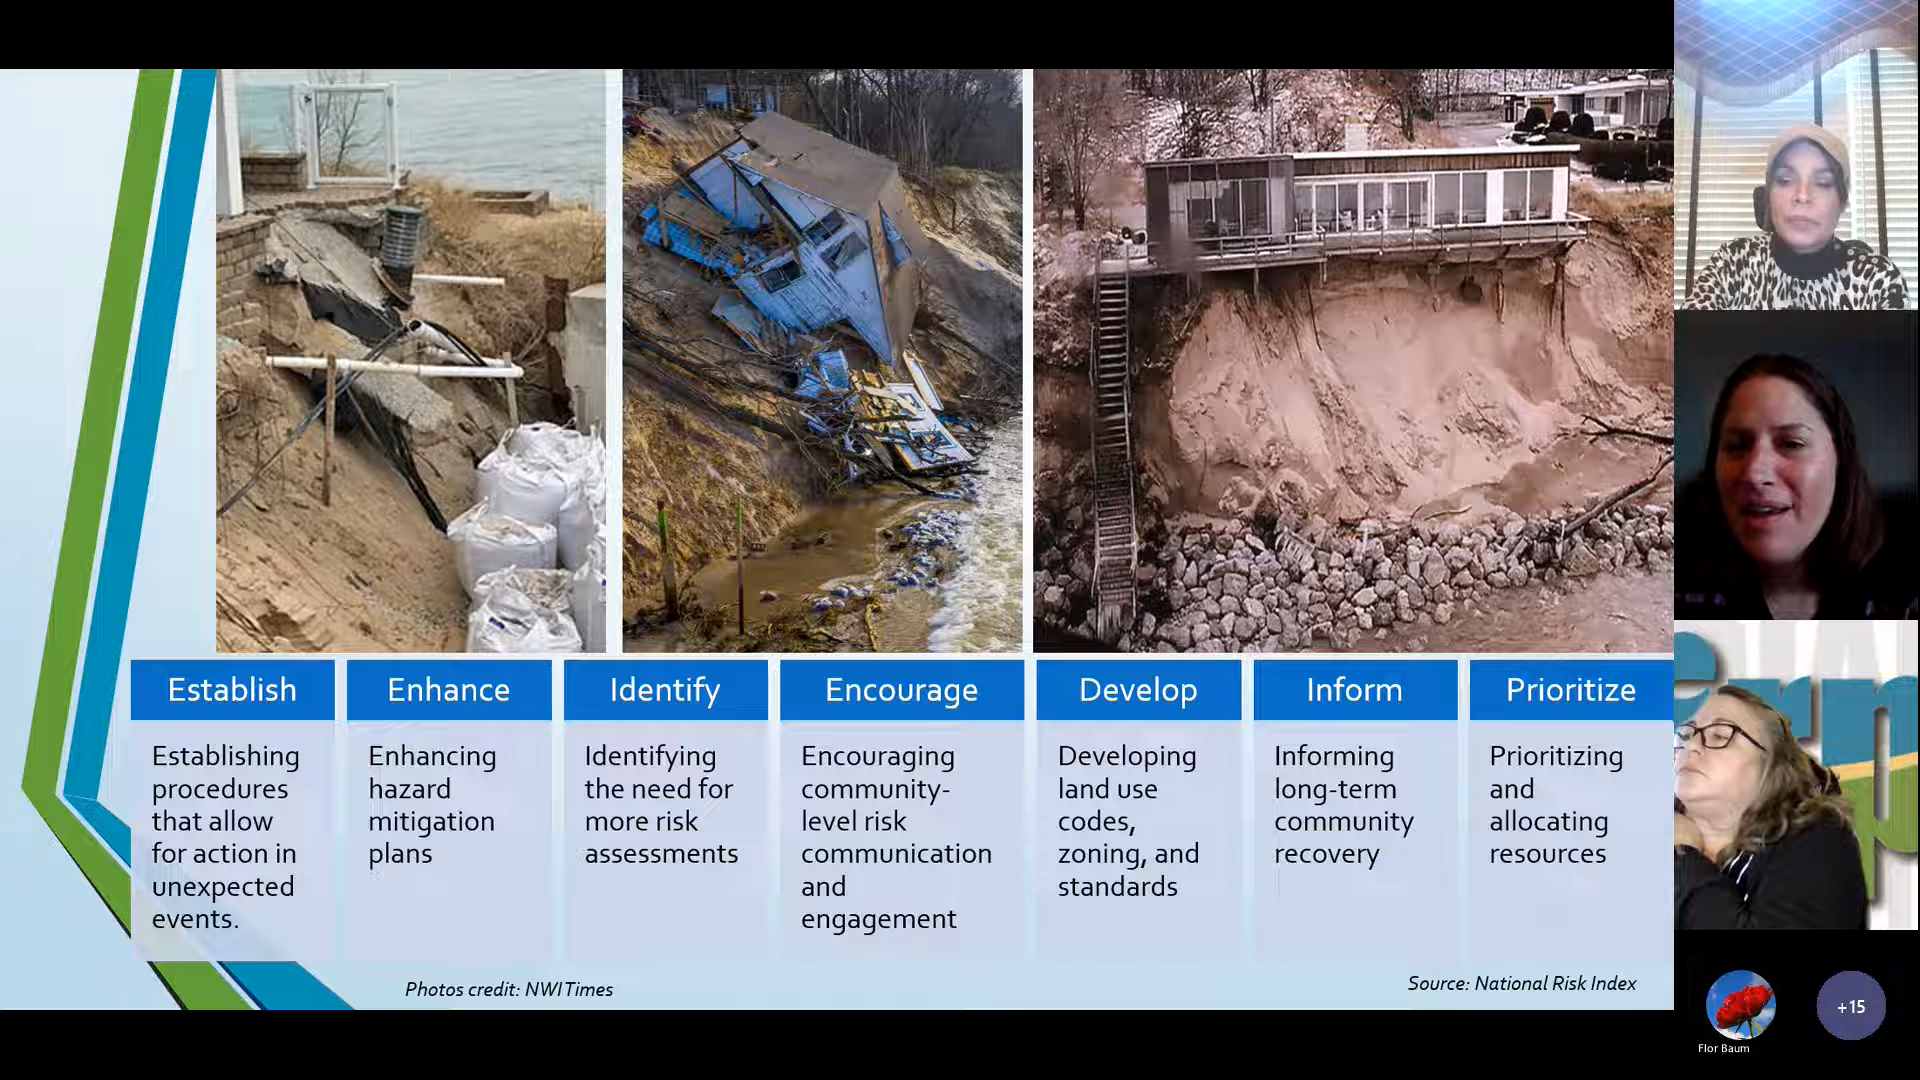 Establish
Enhance
Identify
Encourage
Develop
Inform
Prioritize
Establishing
procedures
that allow
for action in
unexpected
events.
Enhancing
hazard
mitigation
plans
Identifying
the need for
more risk
assessments
Encouraging
community-
level risk
communication
and
engagement
Developing
land use
codes,
zoning, and
standards
Informing
long-term
community
recovery
Prioritizing
and
allocating
resources
Photos credit: NWI Times
Source: National Risk Index
+15
Flor Baum